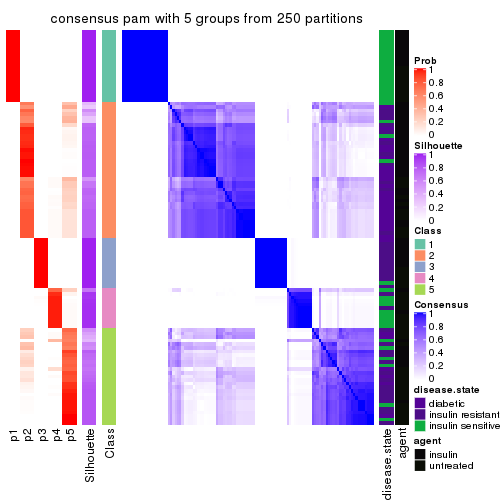 consensus pam with 5 groups from 250 partitions
Prob
1
0.8
0.6
0.4
0.2
0
Silhouette
1
0.8
0.6
0.4
0.2
0
Class
1
2
3
4
5
Consensus
1
0.8
0.6
0.4
0.2
0
disease.state
diabetic
insulin resistant
insulin sensitive
agent
insulin
untreated
p1
p2
p3
p4
p5
Silhouette
Class
disease.state
agent